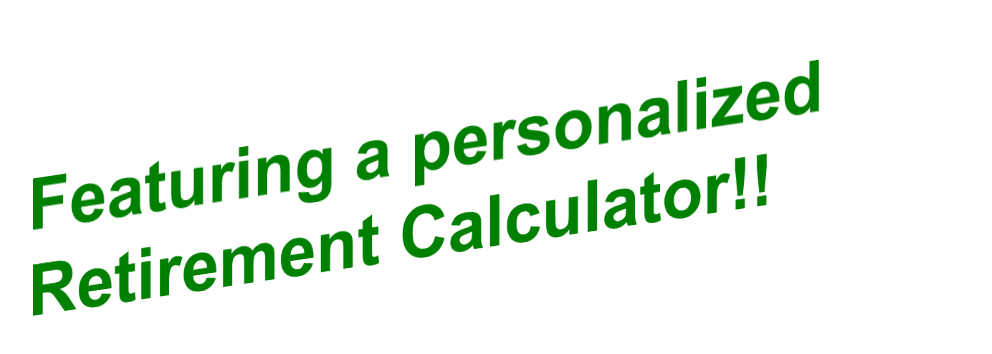 Featuring a personalized
Retirement Calculator!!